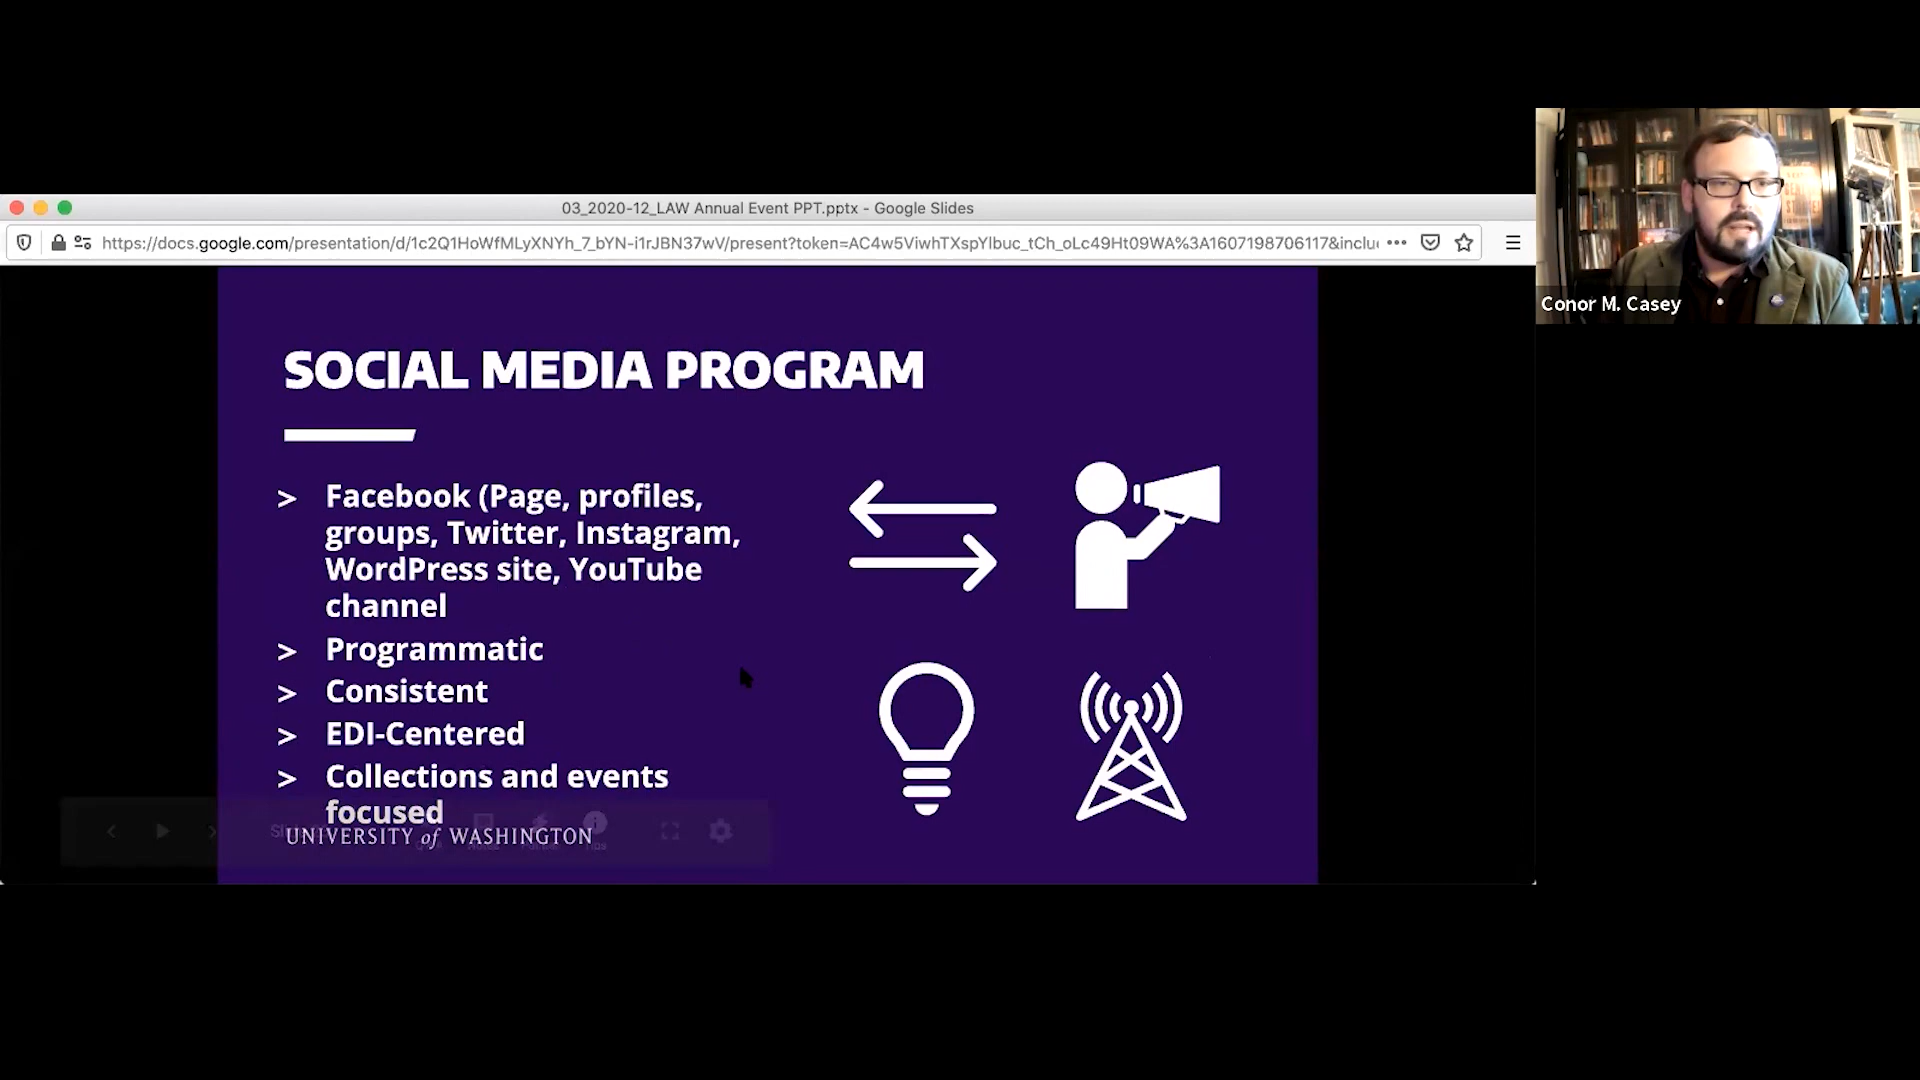 03_2020-12_LAW Annual Event PPT.pptx - Google Slides
https://docs.google.com/presentation/d/1c2Q1HoWfMLyXNYh_7_bYN-i1rJBN37wV/present?token=AC4w5ViwhTXspYlbuc_tCh_oLc49Ht09WA%3A1607198706117&inclu
Conor M. Casey
SOCIAL MEDIA PROGRAM
> Facebook (Page, profiles,
groups, Twitter, Instagram,
WordPress site, YouTube
channel
> Programmatic
> Consistent
> EDI-Centered
> Collections and events
focused
UNIVERSITY of WASHINGTON